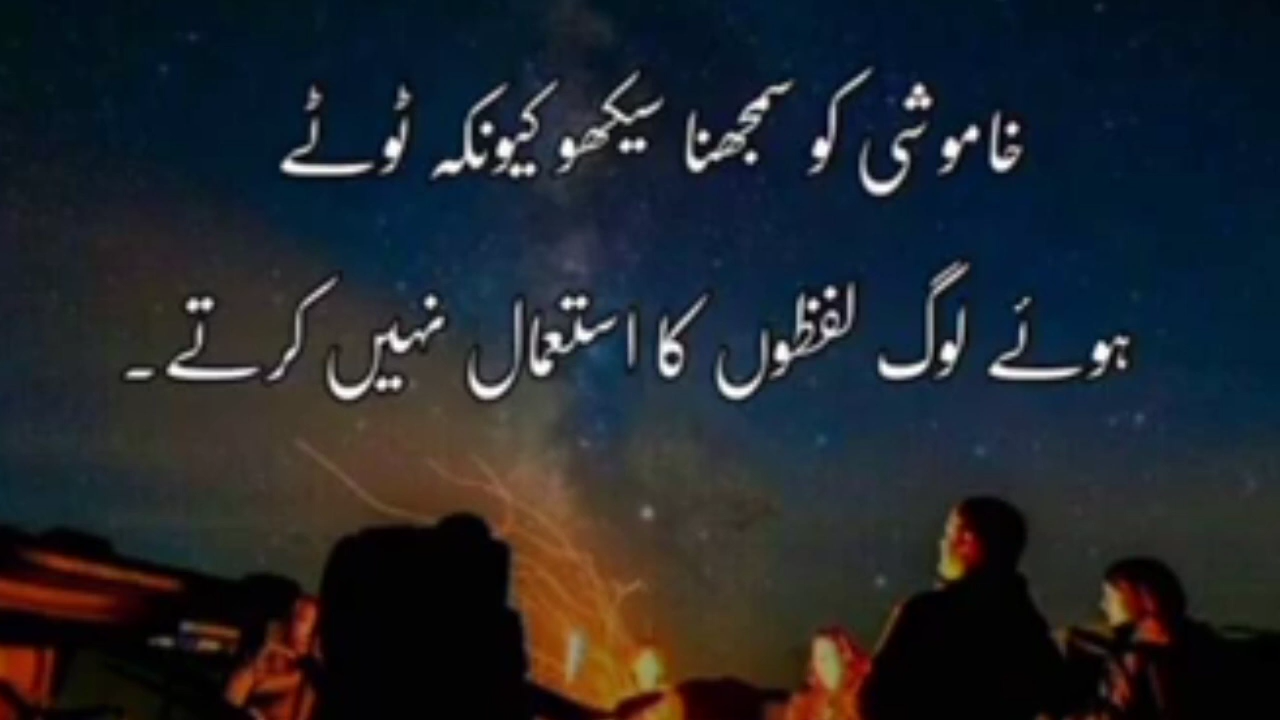 خاموشی کو سمجھنا سیکھو کیونکہ ٹوٹے
ہوئے لوگ لفظوں کا استعمال نہیں کرتے۔